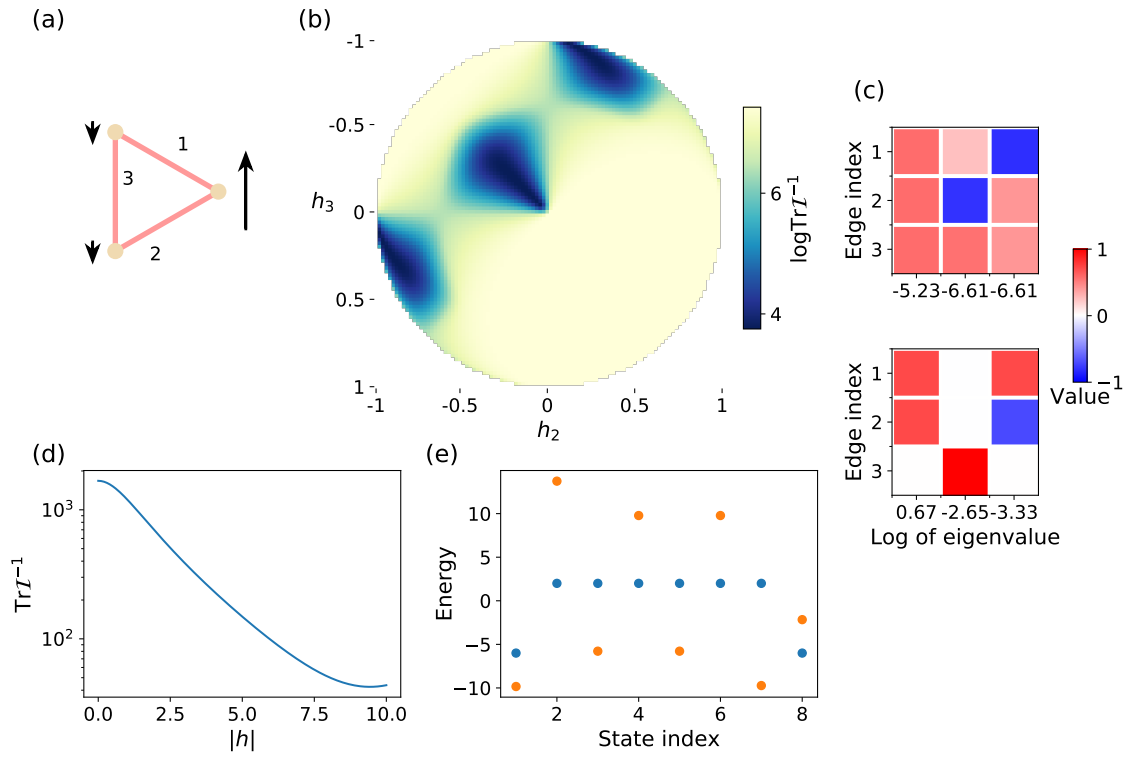 (a)
1
3
2
(b)
-1
-0.5
0
0.5
1
h3
-1
-0.5
0
0.5
1
h2
6
4
logTrℐ⁻¹
(c)
Edge index
1
2
3
-5.23 -6.61 -6.61
Edge index
1
2
3
0.67 -2.65 -3.33
Log of eigenvalue
1
0
−1
Value
(d)
10³
10²
Trℐ⁻¹
0.0 2.5 5.0 7.5 10.0
|h|
(e)
10
5
0
−5
−10
Energy
2 4 6 8
State index